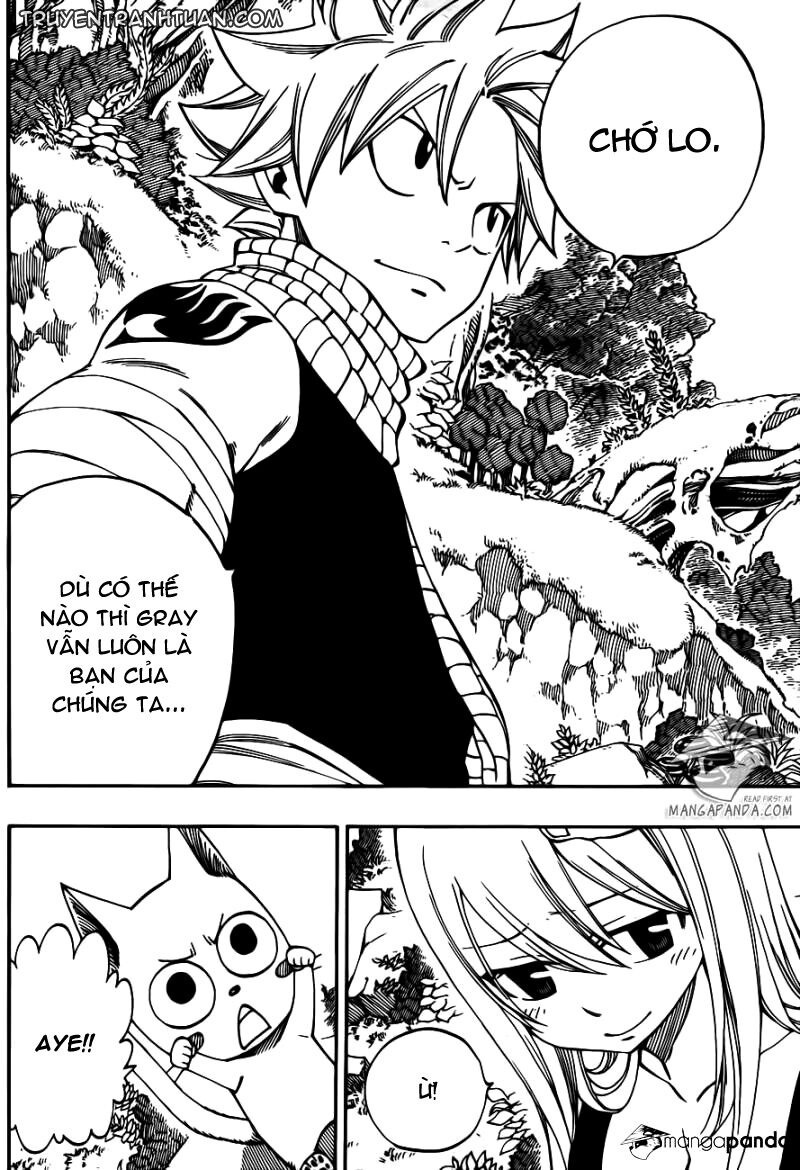 TRUYENTRANHTUAN.COM
CHỚ LO.
DÙ CÓ THẾ
NÀO THÌ GRAY
VẪN LUÔN LÀ
BẠN CỦA
CHÚNG TA...
READ FIRST AT
MANGAPANDA.COM
AYE!!
Ừ!
mangapanda